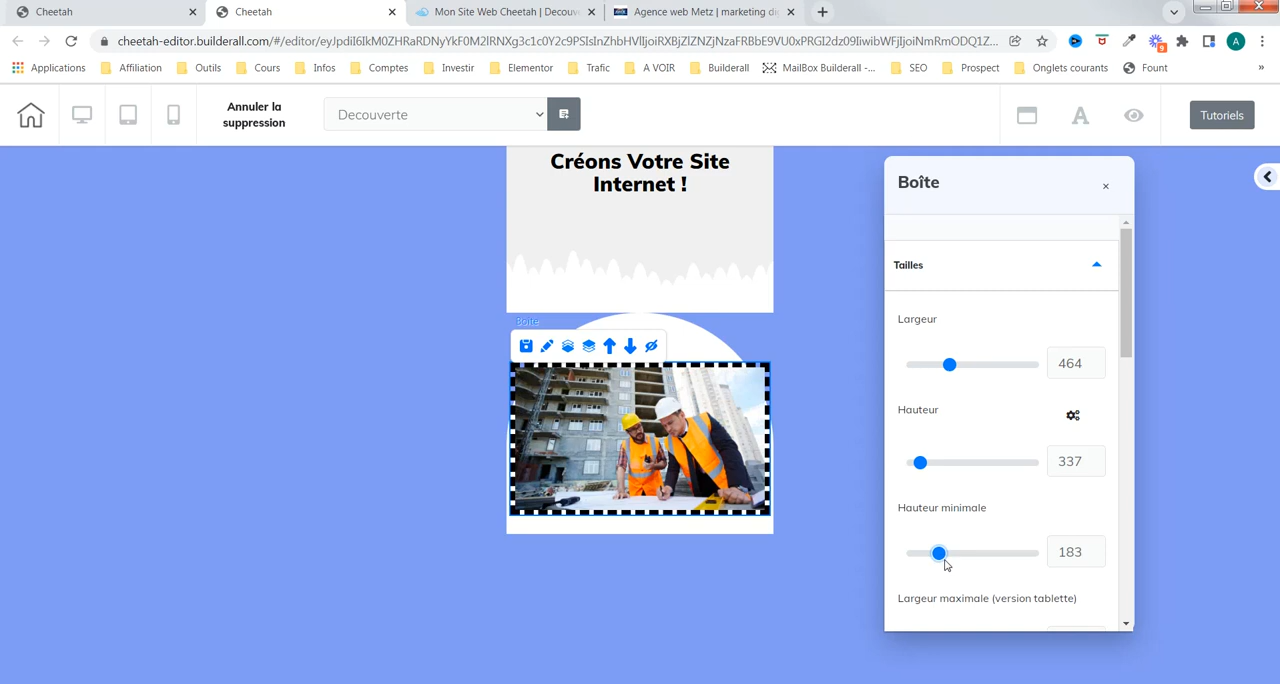 Cheetah
Cheetah
Mon Site Web Cheetah | Decouv
Agence web Metz | marketing di
cheetah-editor.builderall.com/#/editor/eyJpdiI6IkM0ZHRaRDNyYkF0M2lRNXg3c1c0Y2c9PSIsInZhbHVlIjoiRXBjZlZNZjNzaFRBbE9VU0xPRGI2dz09IiwibWFjIjoiNmRmODQ1Z...
9
A
Applications
Affiliation
Outils
Cours
Infos
Comptes
Investir
Elementor
Trafic
A VOIR
Builderall
MailBox Builderall -...
SEO
Prospect
Onglets courants
Fount
»
Annuler la
suppression
Decouverte
A
Tutoriels
Créons Votre Site
Internet !
Boîte
Boîte
×
Tailles
Largeur
464
Hauteur
337
Hauteur minimale
183
Largeur maximale (version tablette)